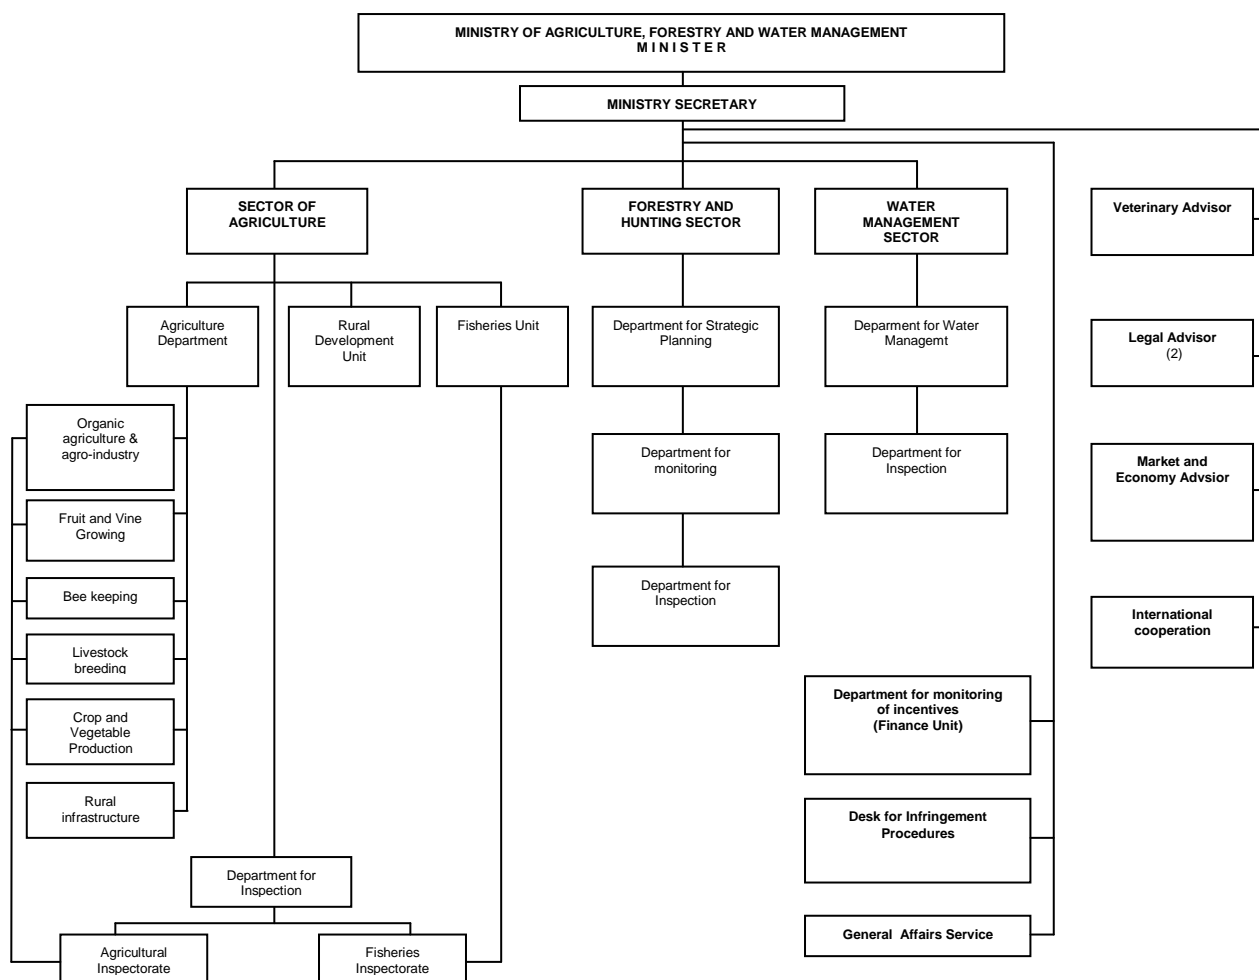 MINISTRY OF AGRICULTURE, FORESTRY AND WATER MANAGEMENT
M I N I S T E R
MINISTRY SECRETARY
SECTOR OF
AGRICULTURE
FORESTRY AND
HUNTING SECTOR
WATER
MANAGEMENT
SECTOR
Veterinary Advisor
Agriculture
Department
Rural
Development
Unit
Fisheries Unit
Department for Strategic
Planning
Deparment for Water
Managemt
Legal Advisor
(2)
Organic
agriculture &
agro-industry
Department for
monitoring
Department for
Inspection
Market and
Economy Advsior
Fruit and Vine
Growing
Bee keeping
Department for
Inspection
International
cooperation
Livestock
breeding
Crop and
Vegetable
Production
Department for monitoring
of incentives
(Finance Unit)
Rural
infrastructure
Desk for Infringement
Procedures
Department for
Inspection
General  Affairs Service
Agricultural
Inspectorate
Fisheries
Inspectorate